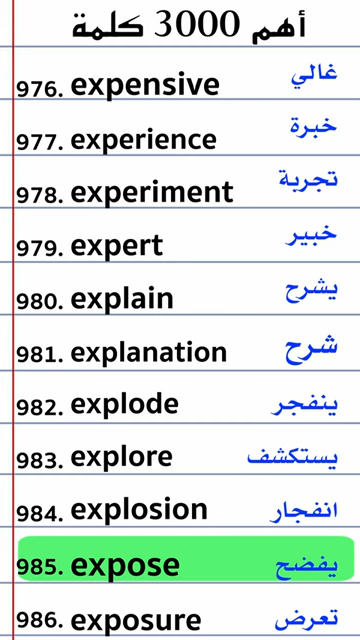 أهم 3000 كلمة
976. expensive غالي
977. experience خبرة
978. experiment تجربة
979. expert خبير
980. explain يشرح
981. explanation شرح
982. explode ينفجر
983. explore يستكشف
984. explosion انفجار
985. expose يفضح
986. exposure تعرض